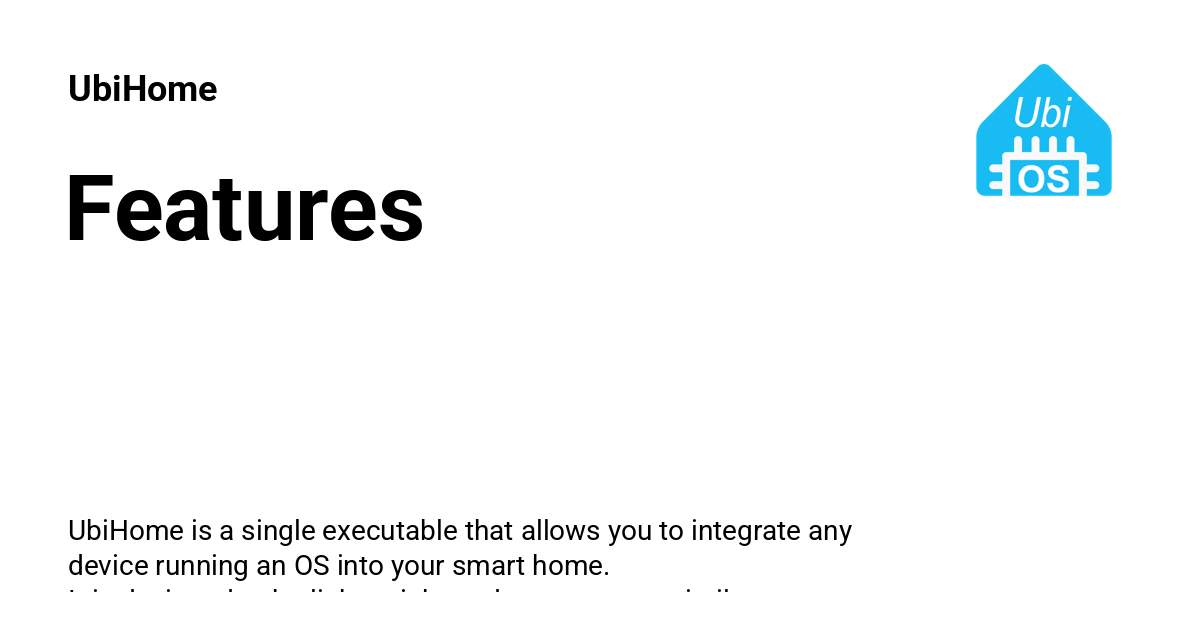 UbiHome
Ubi
OS
Features
UbiHome is a single executable that allows you to integrate any
device running an OS into your smart home.